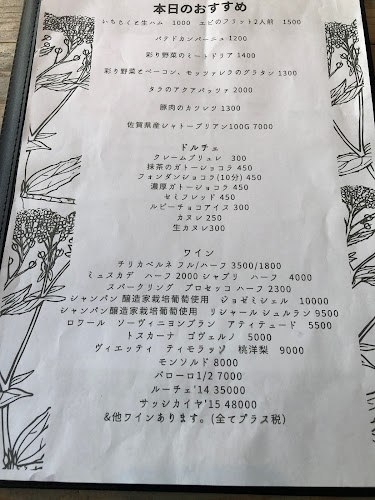 本日のおすすめ
いちじくと生ハム 1000 エビのフリット2人前 1500
パテドカンパーニュ 1200
彩り野菜のミートドリア 1400
彩り野菜とベーコン、モッツァレラのグラタン 1300
タラのアクアパッツァ 2000
豚肉のカツレツ 1300
佐賀県産シャトーブリアン100G 7000
ドルチェ
クレームブリュレ 300
抹茶のガトーショコラ 450
フォンダンショコラ(10分) 450
濃厚ガトーショコラ 450
セミフレッド 450
ルビーチョコアイス 300
カヌレ 250
生カヌレ300
ワイン
チリカベルネ フル/ハーフ 3500/1800
ミュスカデ ハーフ 2000 シャブリ ハーフ 4000
スパークリング プロセッコ ハーフ 2300
シャンパン 醸造家栽培葡萄使用 ジョゼミシェル 10000
シャンパン醸造家栽培葡萄使用 リシャール シュルラン 9500
ロワール ソーヴィニヨンブラン アティテュード 5500
トスカーナ ゴヴェルノ 5000
ヴィエッティ ティモラッソ 桃洋梨 9000
モンソルド 8000
バローロ1/2 7000
ルーチェ'14 35000
サッシカイヤ'15 48000
&他ワインあります。(全てプラス税)